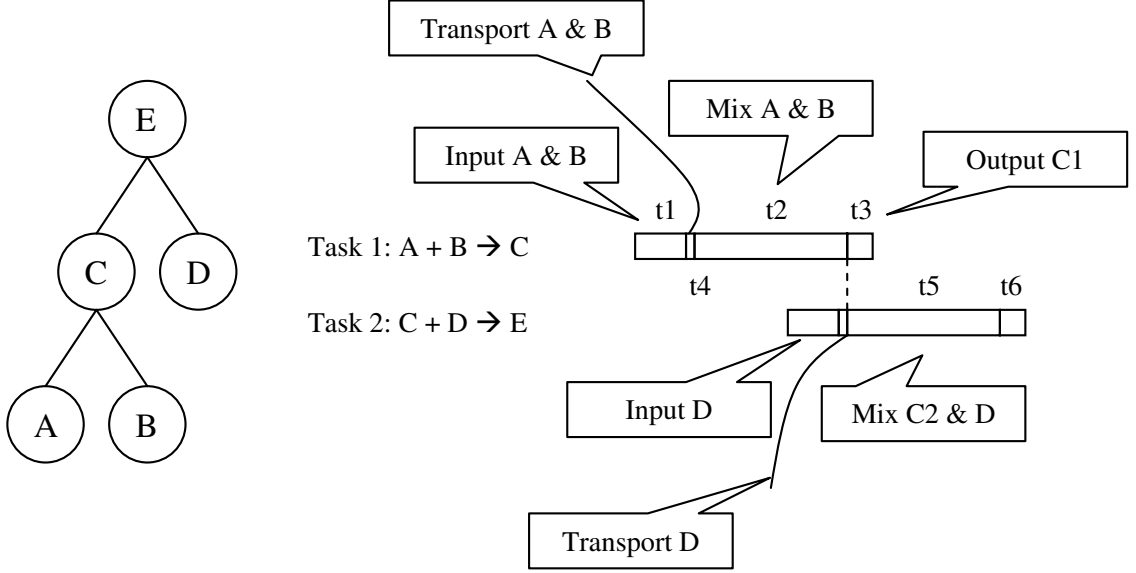 Transport A & B
E
Mix A & B
Input A & B
Output C1
t1
t2
t3
Task 1: A + B → C
C
D
t4
t5
t6
Task 2: C + D → E
A
B
Input D
Mix C2 & D
Transport D